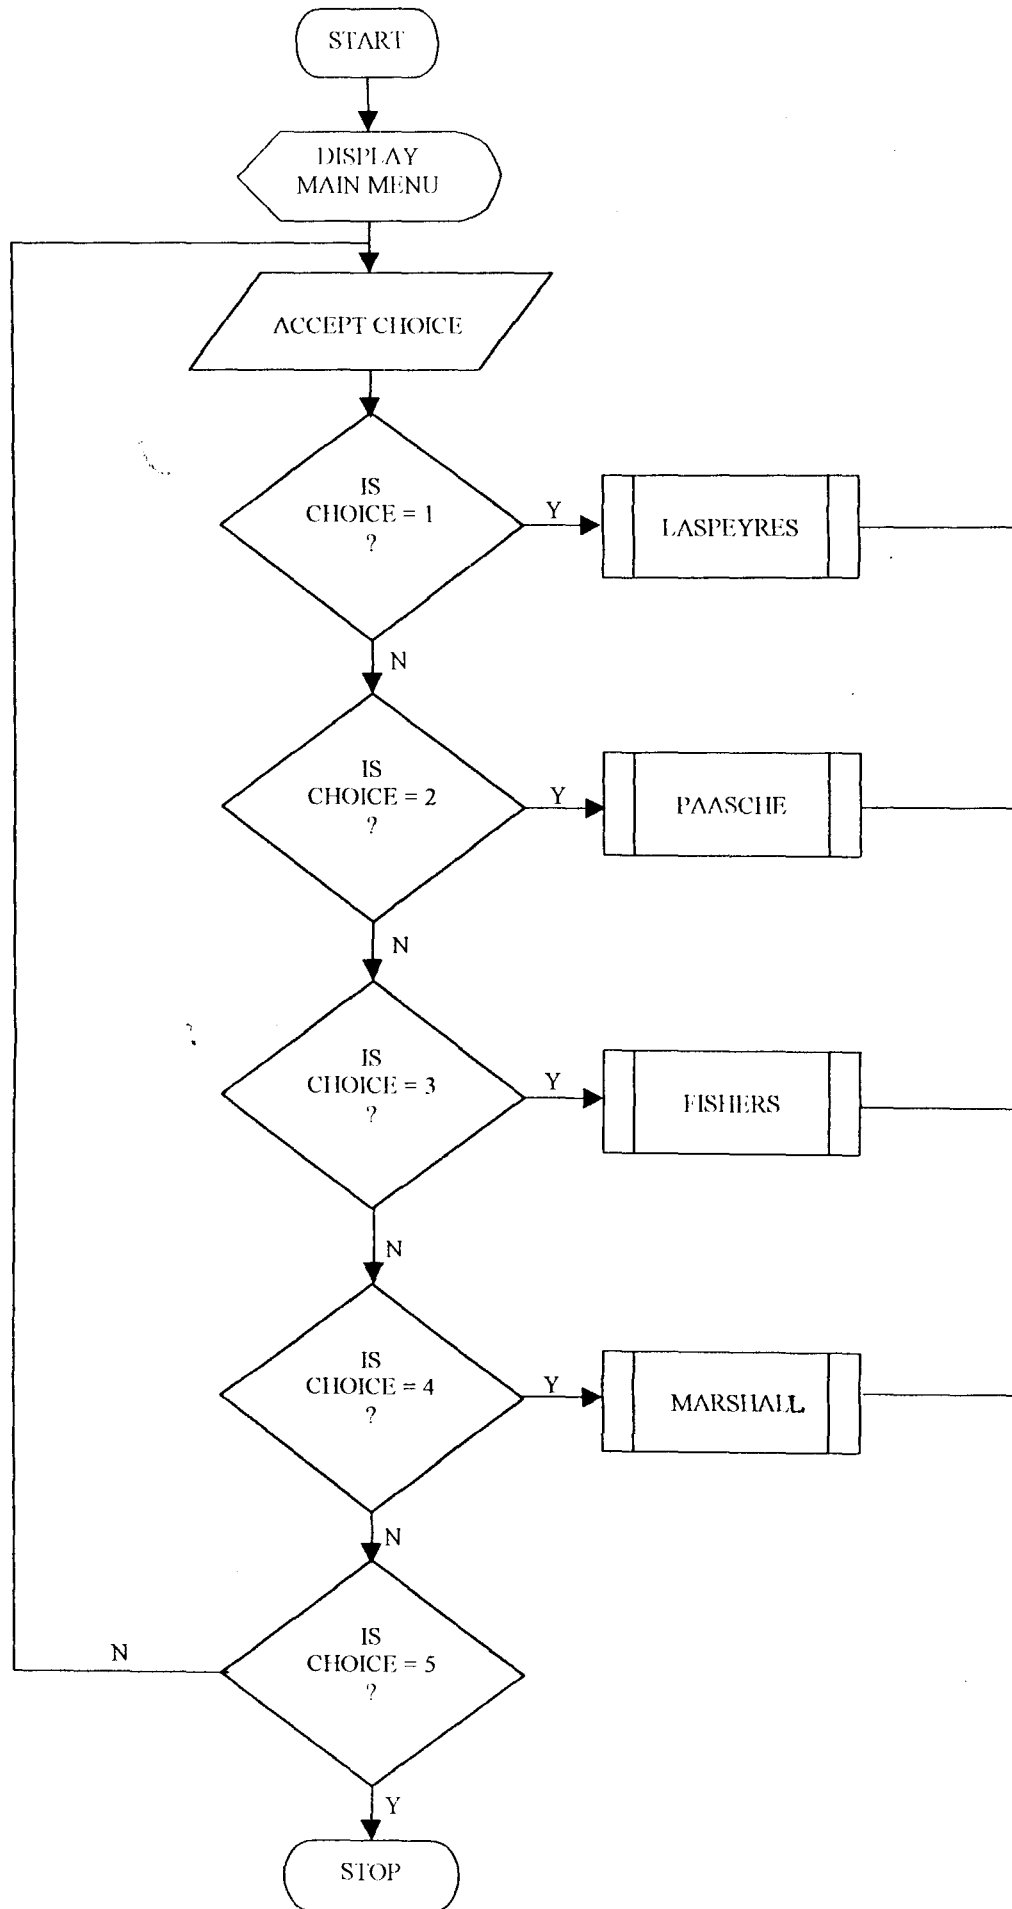 START
DISPLAY
MAIN MENU
ACCEPT CHOICE
IS
CHOICE = 1
?
Y
LASPEYRES
N
IS
CHOICE = 2
?
Y
PAASCHE
N
IS
CHOICE = 3
?
Y
FISHERS
N
IS
CHOICE = 4
?
Y
MARSHALL
N
IS
CHOICE = 5
?
N
Y
STOP